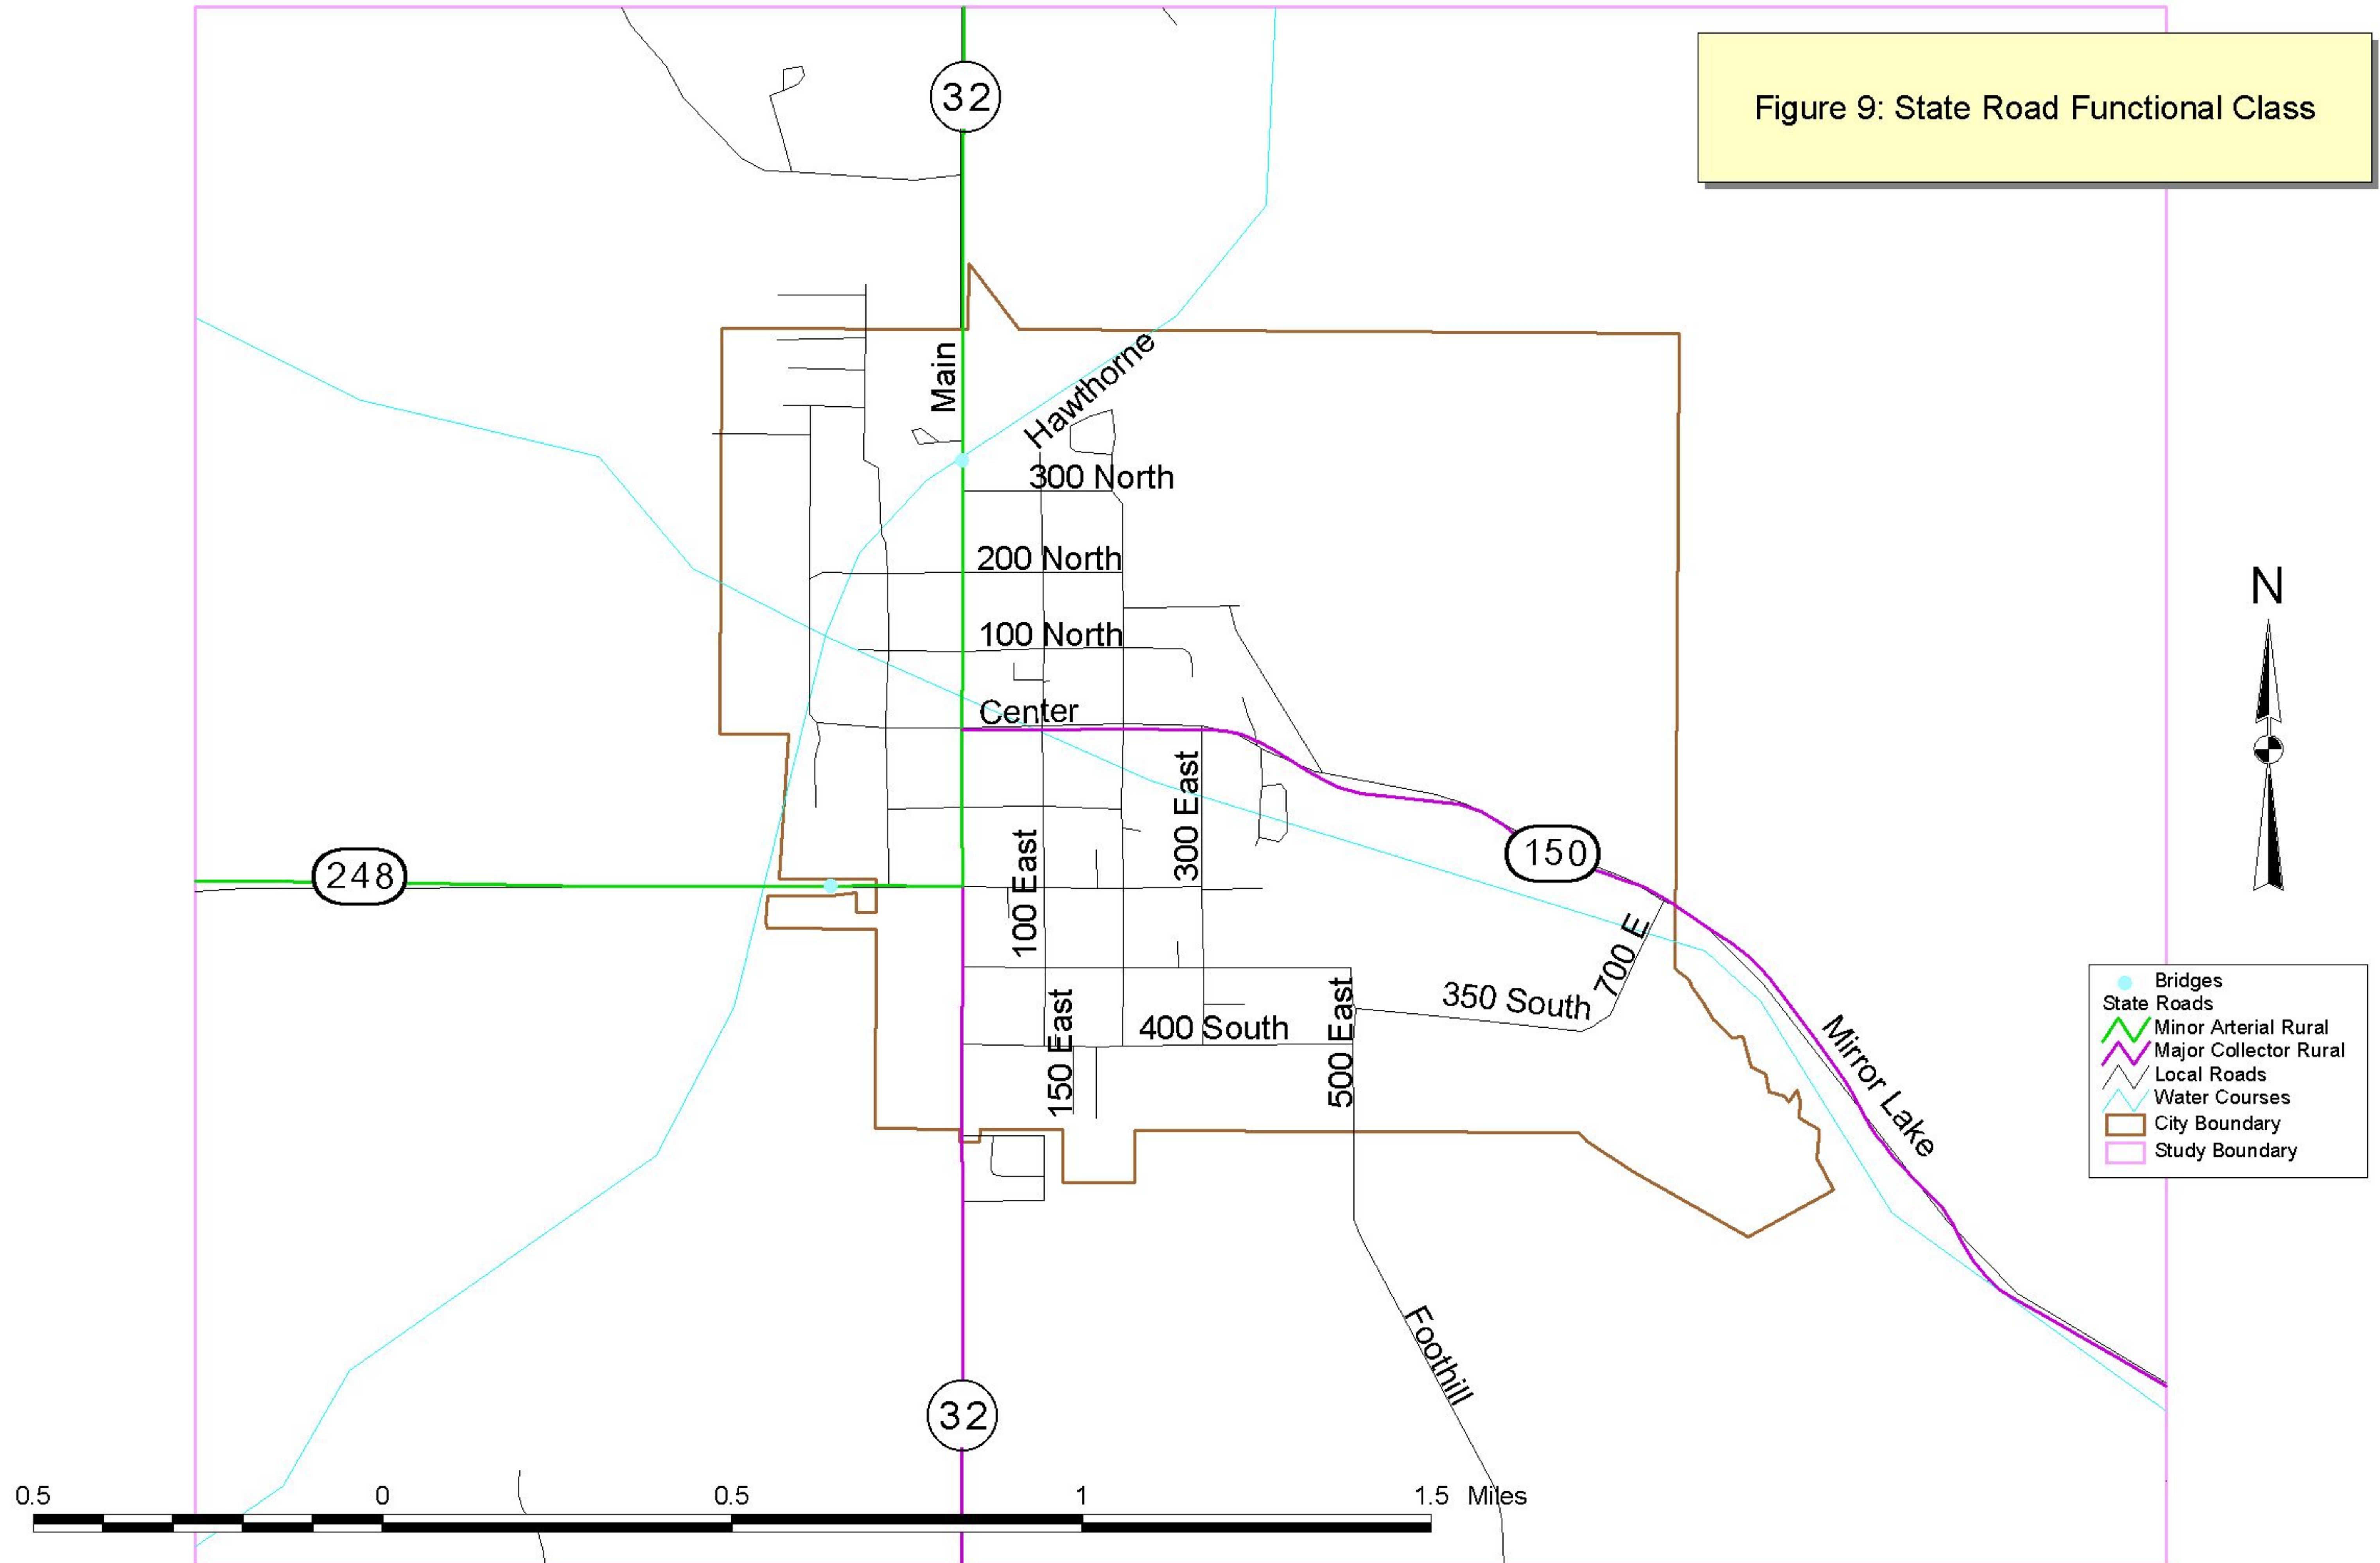 Figure 9: State Road Functional Class
32
Main
Hawthorne
300 North
200 North
100 North
Center
N
300 East
100 East
150
248
700 E
350 South
400 South
150 East
500 East
Mirror Lake
Bridges
State Roads
Minor Arterial Rural
Major Collector Rural
Local Roads
Water Courses
City Boundary
Study Boundary
Foothill
32
0.5 0 0.5 1 1.5 Miles